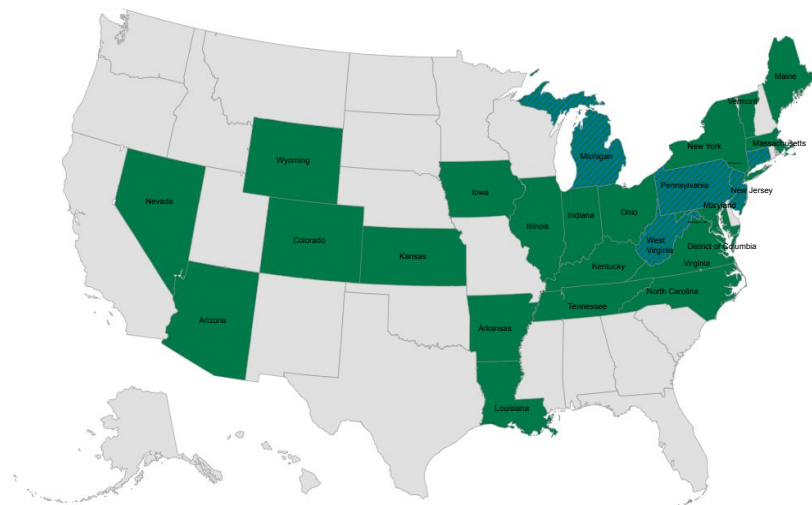 Maine
Vermont
Massachusetts
New York
Michigan
Wyoming
Iowa
Pennsylvania
New Jersey
Nevada
Illinois
Indiana
Ohio
Maryland
Colorado
West
Virginia
District of Columbia
Kansas
Kentucky
Virginia
North Carolina
Tennessee
Arizona
Arkansas
Louisiana